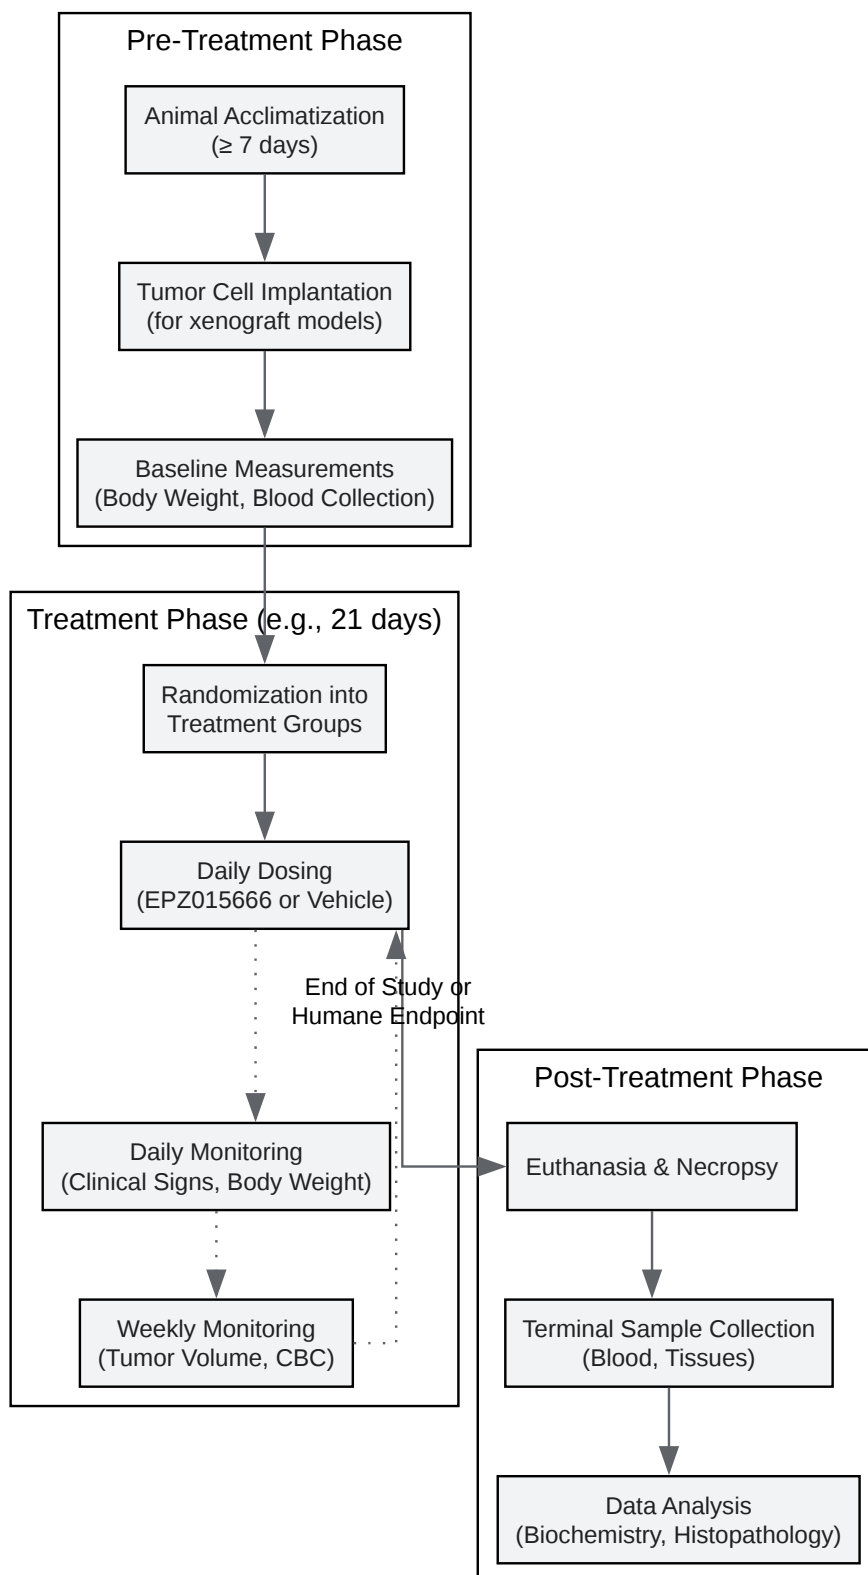 Pre-Treatment Phase
Animal Acclimatization
(≥ 7 days)
Tumor Cell Implantation
(for xenograft models)
Baseline Measurements
(Body Weight, Blood Collection)
Treatment Phase (e.g., 21 days)
Randomization into
Treatment Groups
Daily Dosing
(EPZ015666 or Vehicle)
End of Study or
Humane Endpoint
Daily Monitoring
(Clinical Signs, Body Weight)
Weekly Monitoring
(Tumor Volume, CBC)
Post-Treatment Phase
Euthanasia & Necropsy
Terminal Sample Collection
(Blood, Tissues)
Data Analysis
(Biochemistry, Histopathology)